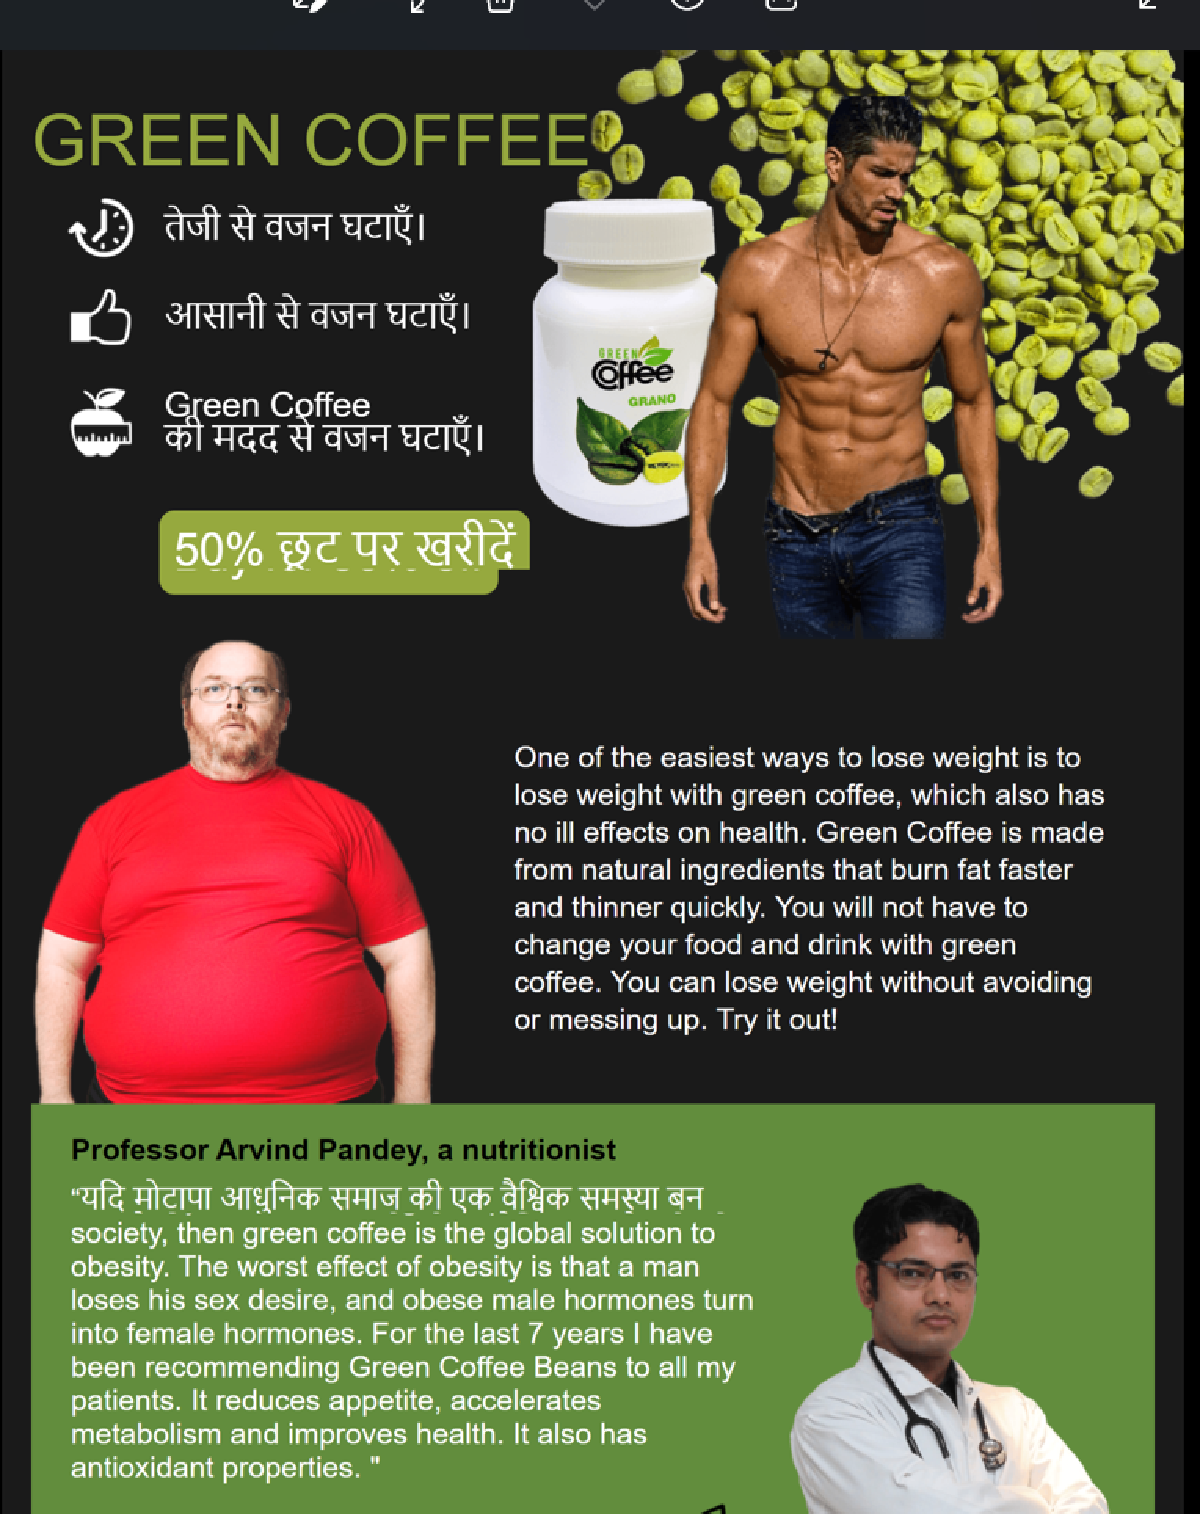 GREEN COFFEE
तेजी से वजन घटाएँ।
आसानी से वजन घटाएँ।
Green Coffee
की मदद से वजन घटाएँ।
GREEN
Coffee
GRANO
50% छूट पर खरीदें
One of the easiest ways to lose weight is to
lose weight with green coffee, which also has
no ill effects on health. Green Coffee is made
from natural ingredients that burn fat faster
and thinner quickly. You will not have to
change your food and drink with green
coffee. You can lose weight without avoiding
or messing up. Try it out!
Professor Arvind Pandey, a nutritionist
“यदि मोटापा आधुनिक समाज की एक वैश्विक समस्या बन
society, then green coffee is the global solution to
obesity. The worst effect of obesity is that a man
loses his sex desire, and obese male hormones turn
into female hormones. For the last 7 years I have
been recommending Green Coffee Beans to all my
patients. It reduces appetite, accelerates
metabolism and improves health. It also has
antioxidant properties. "